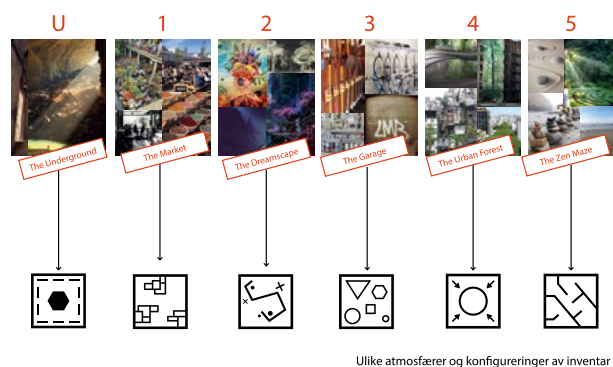 U 1 2 3 4 5
LMB
The Underground
The Market
The Dreamscape
The Garage
The Urban Forest
The Zen Maze
Ulike atmosfærer og konfigureringer av inventar